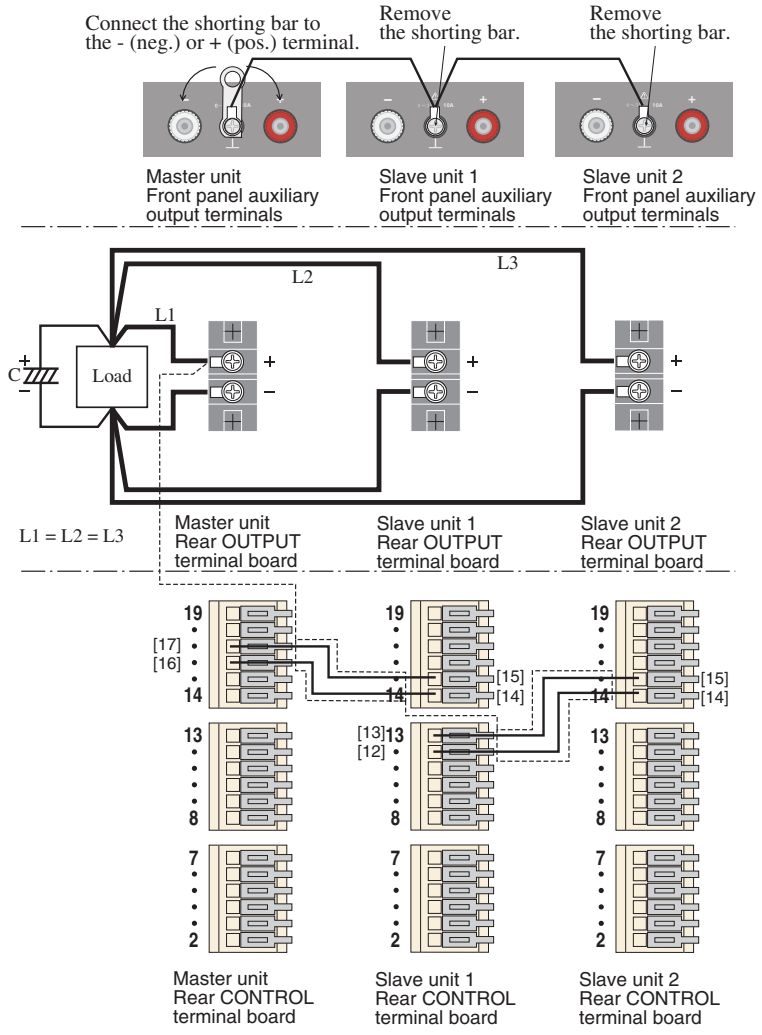 Connect the shorting bar to
the - (neg.) or + (pos.) terminal.
Remove
the shorting bar.
Remove
the shorting bar.
− 10A +
− 10A +
− 10A +
Master unit
Front panel auxiliary
output terminals
Slave unit 1
Front panel auxiliary
output terminals
Slave unit 2
Front panel auxiliary
output terminals
L3
L2
L1
C + −
Load
+
−
+
−
+
−
L1 = L2 = L3
Master unit
Rear OUTPUT
terminal board
Slave unit 1
Rear OUTPUT
terminal board
Slave unit 2
Rear OUTPUT
terminal board
19
[17]
[16]
14
13
8
7
2
19
[15]
14 [14]
[13] 13
[12]
8
7
2
19
[15]
14 [14]
13
8
7
2
Master unit
Rear CONTROL
terminal board
Slave unit 1
Rear CONTROL
terminal board
Slave unit 2
Rear CONTROL
terminal board